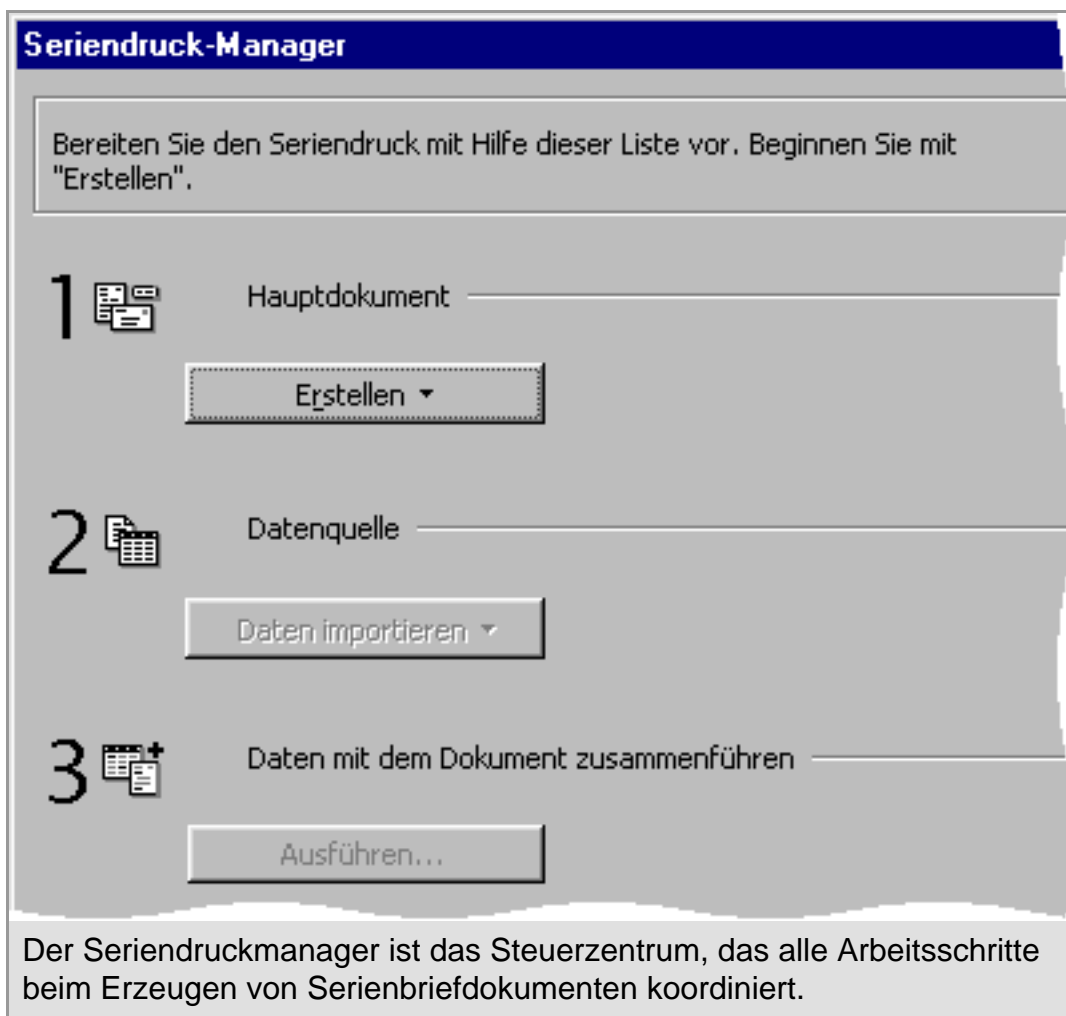 Seriendruck-Manager
Bereiten Sie den Seriendruck mit Hilfe dieser Liste vor. Beginnen Sie mit
"Erstellen".
1 Hauptdokument
Erstellen
2 Datenquelle
Daten importieren
3 Daten mit dem Dokument zusammenführen
Ausführen...
Der Seriendruckmanager ist das Steuerzentrum, das alle Arbeitsschritte
beim Erzeugen von Serienbriefdokumenten koordiniert.